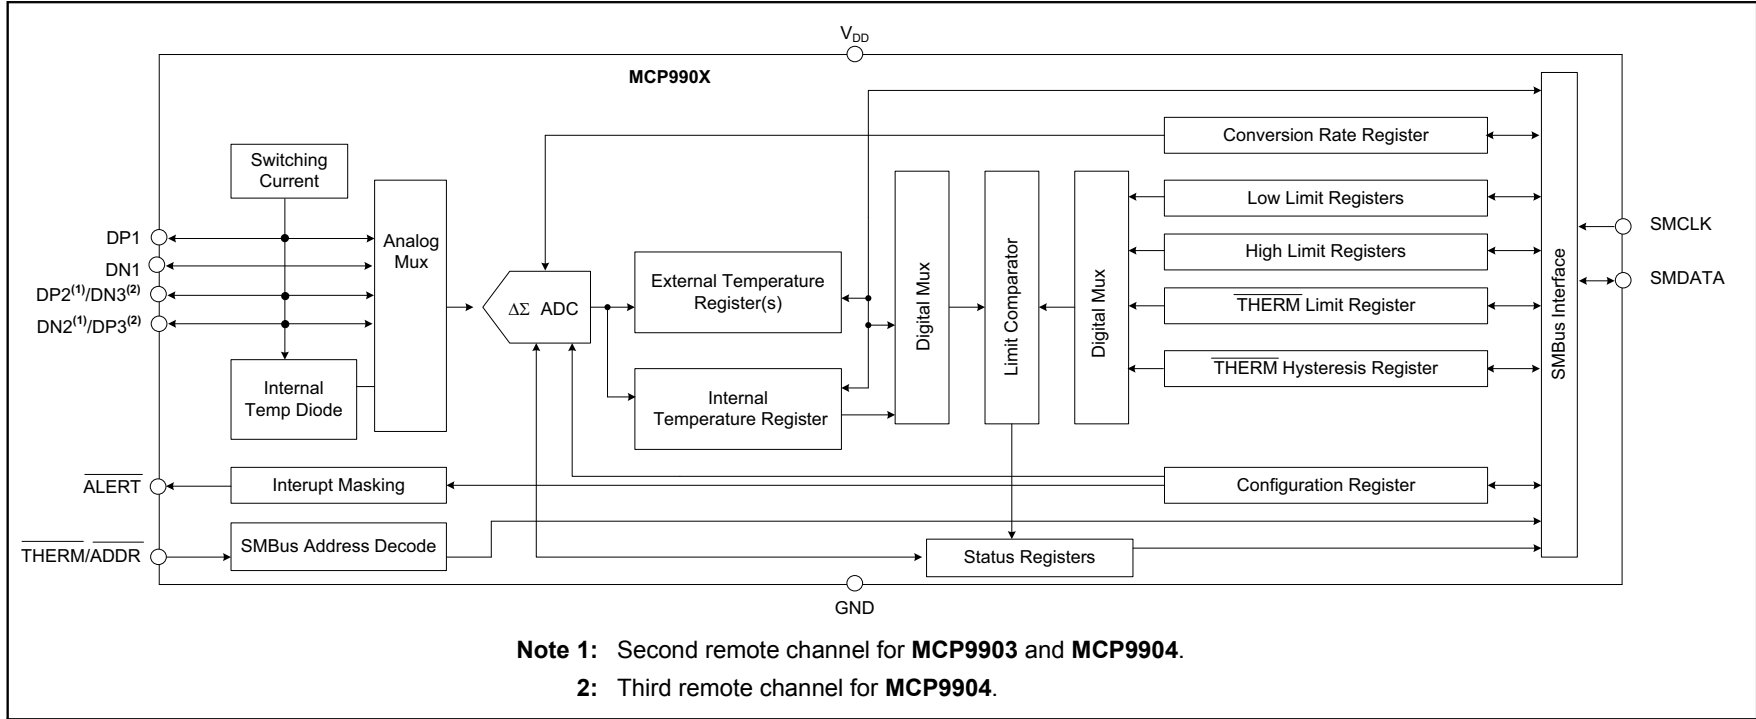 V_DD
MCP990X
Switching
Current
DP1
DN1
DP2(1)/DN3(2)
DN2(1)/DP3(2)
Analog
Mux
Internal
Temp Diode
ΔΣ ADC
External Temperature
Register(s)
Internal
Temperature Register
Digital Mux
Limit Comparator
Digital Mux
Conversion Rate Register
Low Limit Registers
High Limit Registers
THERM Limit Register
THERM Hysteresis Register
Configuration Register
SMBus Interface
SMCLK
SMDATA
ALERT
Interupt Masking
THERM/ADDR
SMBus Address Decode
Status Registers
GND
Note 1: Second remote channel for MCP9903 and MCP9904.
2: Third remote channel for MCP9904.